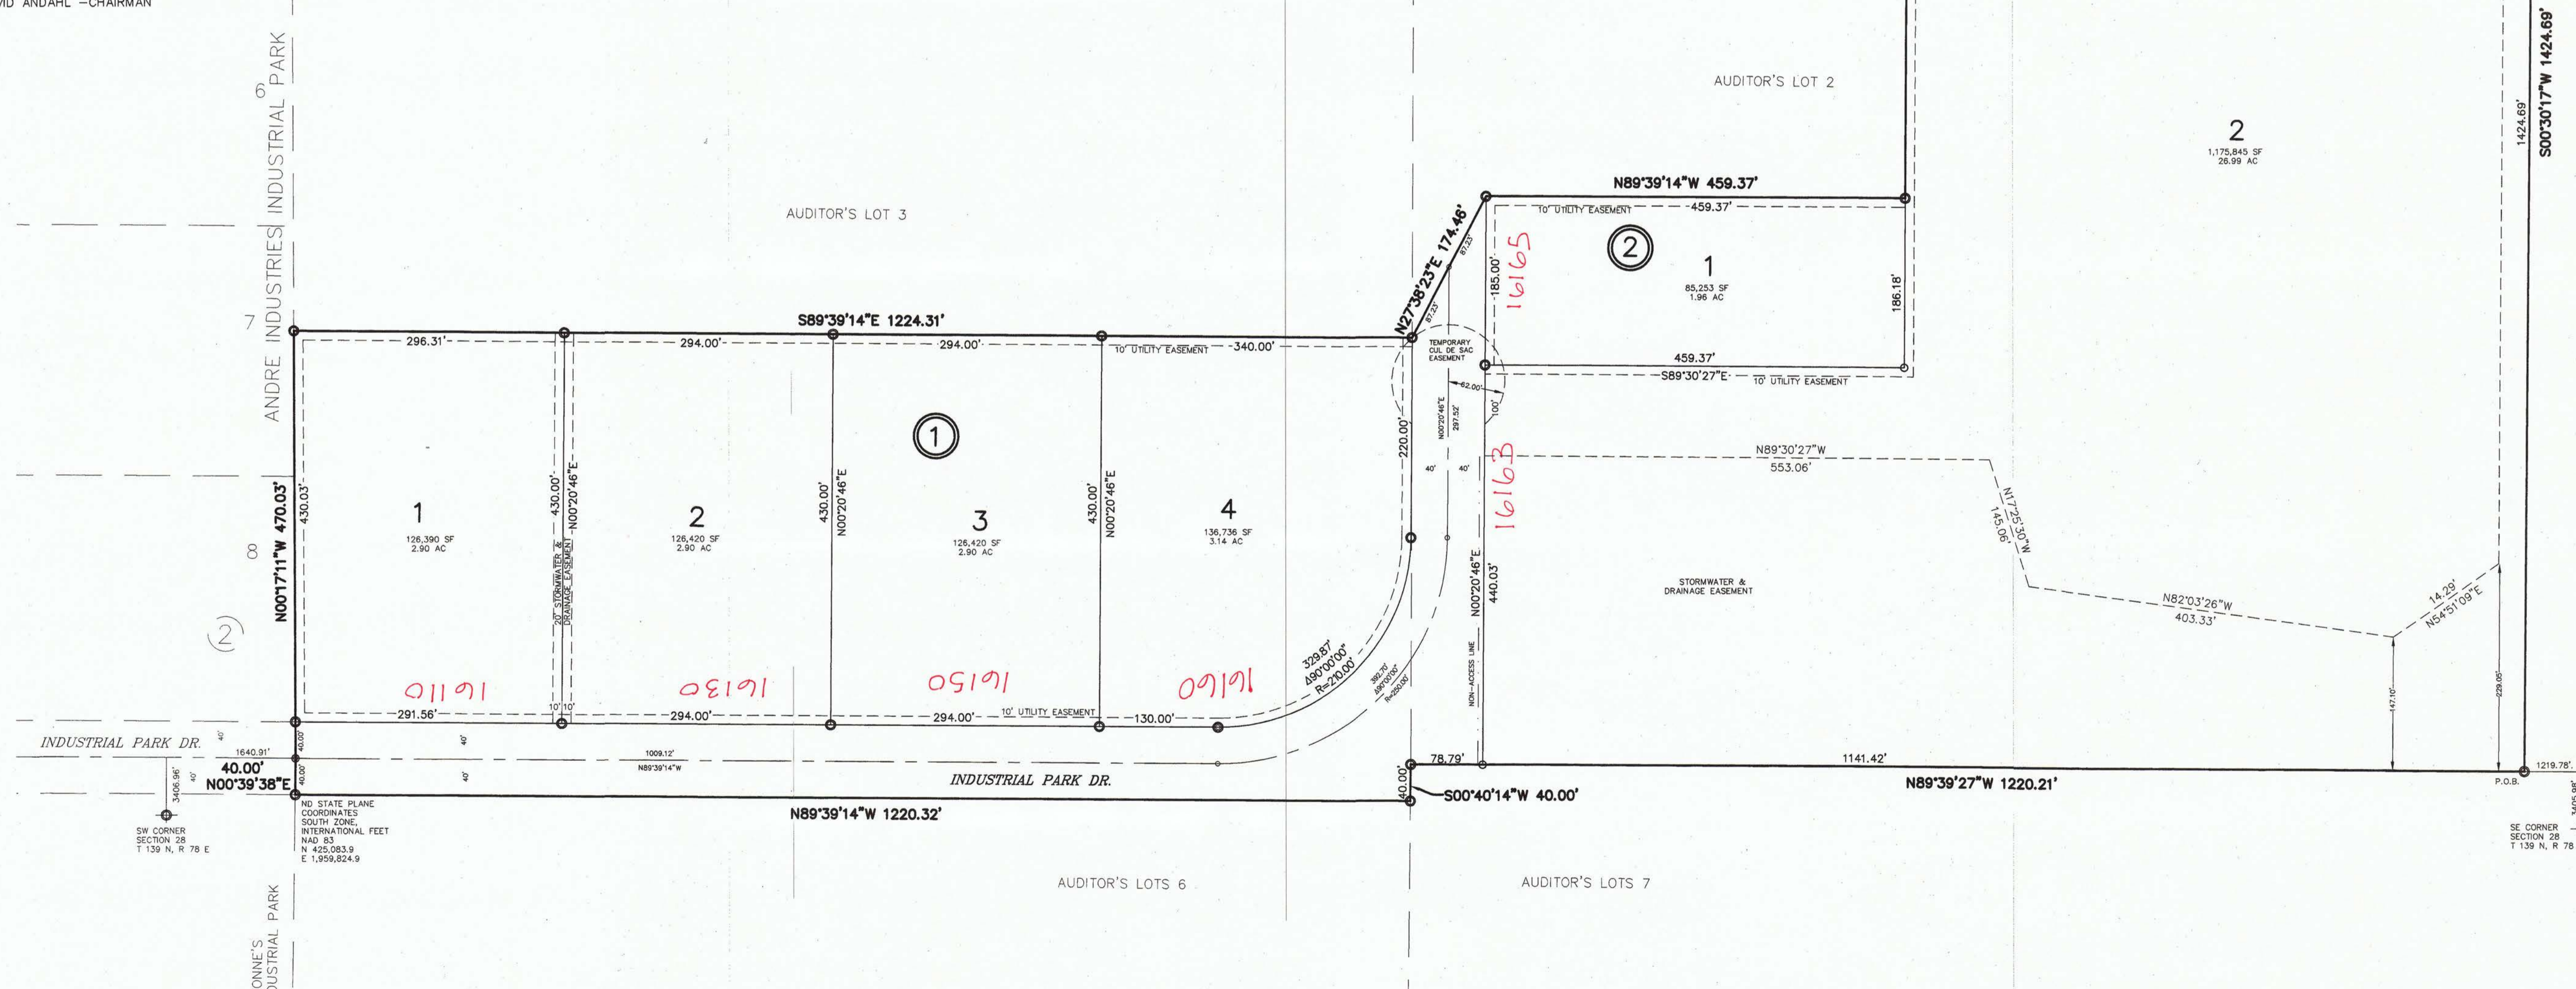 VID ANDAHL -CHAIRMAN
6
ANDRE INDUSTRIES INDUSTRIAL PARK
7
8
2
AUDITOR'S LOT 3
AUDITOR'S LOT 2
2
1,175,845 SF
26.99 AC
1424.69'
S00°30'17"W 1424.69'
N89°39'14"W 459.37'
10' UTILITY EASEMENT
459.37'
2
1
85,253 SF
1.96 AC
185.00'
16165
186.18'
459.37'
S89°30'27"E
10' UTILITY EASEMENT
N27°38'23"E 174.46'
87.23'
87.23'
TEMPORARY
CUL DE SAC
EASEMENT
62.00'
N00°20'46"E
297.52'
100'
40'
40'
S89°39'14"E 1224.31'
296.31'
294.00'
294.00'
10' UTILITY EASEMENT
340.00'
N00°17'11"W 470.03'
430.03'
1
126,390 SF
2.90 AC
430.00'
N00°20'46"E
20' STORMWATER &
DRAINAGE EASEMENT
2
126,420 SF
2.90 AC
430.00'
N00°20'46"E
1
3
126,420 SF
2.90 AC
430.00'
N00°20'46"E
4
136,736 SF
3.14 AC
220.00'
16110
16130
16150
16160
329.87'
Δ90°00'00"
R=210.00'
392.70'
Δ90°00'00"
R=250.00'
291.56'
10'
10'
294.00'
294.00'
10' UTILITY EASEMENT
130.00'
16163
N00°20'46"E
440.03'
NON-ACCESS LINE
N89°30'27"W
553.06'
N17°25'30"W
145.06'
STORMWATER &
DRAINAGE EASEMENT
N82°03'26"W
403.33'
14.29'
N54°51'09"E
147.10'
229.05'
INDUSTRIAL PARK DR.
1640.91'
40'
40'
3406.96'
40.00'
N00°39'38"E
40.00'
40.00'
40'
40'
1009.12'
N89°39'14"W
INDUSTRIAL PARK DR.
N89°39'14"W 1220.32'
78.79'
40.00'
S00°40'14"W 40.00'
1141.42'
N89°39'27"W 1220.21'
P.O.B.
1219.78'
3405.98'
SW CORNER
SECTION 28
T 139 N, R 78 E
ND STATE PLANE
COORDINATES
SOUTH ZONE,
INTERNATIONAL FEET
NAD 83
N 425,083.9
E 1,959,824.9
SE CORNER
SECTION 28
T 139 N, R 78
AUDITOR'S LOTS 6
AUDITOR'S LOTS 7
ONNE'S
DUSTRIAL PARK